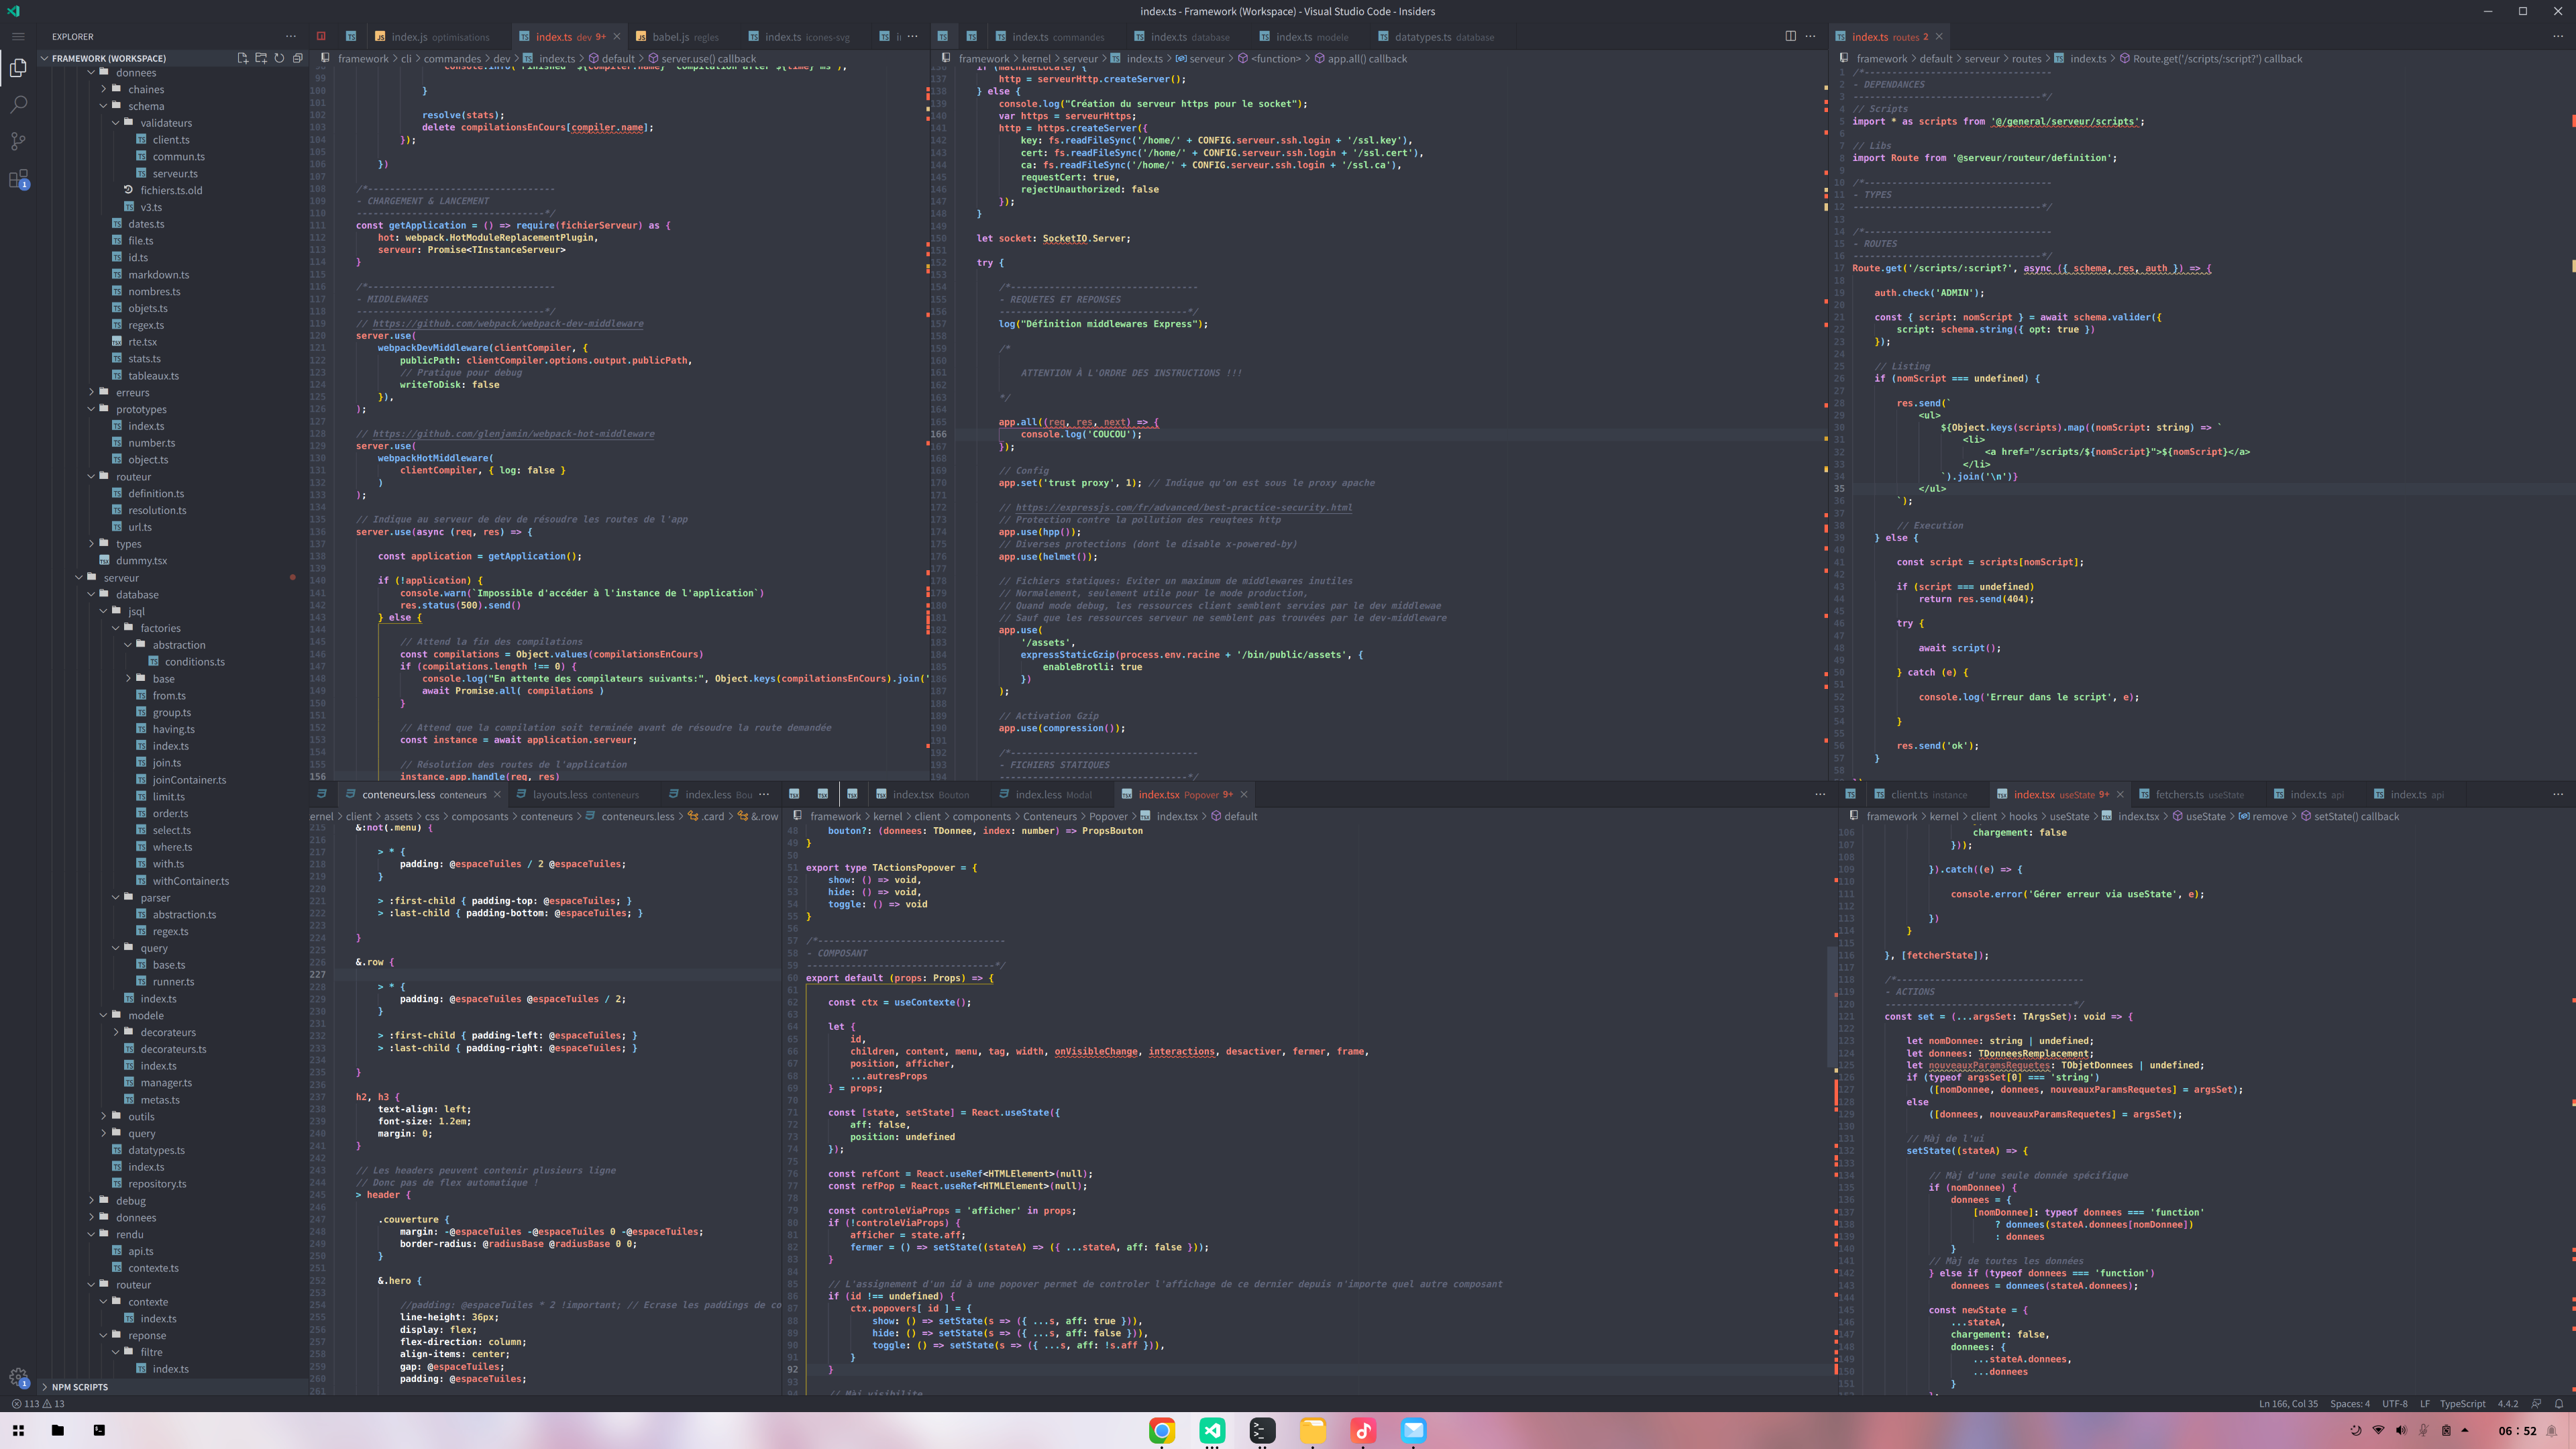 index.ts - Framework (Workspace) - Visual Studio Code - Insiders
EXPLORER
FRAMEWORK (WORKSPACE)
donnees
chaines
schema
validateurs
client.ts
commun.ts
serveur.ts
fichiers.ts.old
v3.ts
dates.ts
file.ts
id.ts
markdown.ts
nombres.ts
objets.ts
regex.ts
rte.tsx
stats.ts
tableaux.ts
erreurs
prototypes
index.ts
number.ts
object.ts
routeur
definition.ts
resolution.ts
url.ts
types
dummy.tsx
serveur
database
jsql
factories
abstraction
conditions.ts
base
from.ts
group.ts
having.ts
index.ts
join.ts
joinContainer.ts
limit.ts
order.ts
select.ts
where.ts
with.ts
withContainer.ts
parser
abstraction.ts
regex.ts
query
base.ts
runner.ts
index.ts
modele
decorateurs
decorateurs.ts
index.ts
manager.ts
metas.ts
outils
query
datatypes.ts
index.ts
repository.ts
debug
donnees
rendu
api.ts
contexte.ts
routeur
contexte
index.ts
reponse
filtre
index.ts
NPM SCRIPTS
index.js optimisations
index.ts dev 9+
babel.js regles
index.ts icones-svg
framework > cli > commandes > dev > index.ts > default > server.use() callback
}
resolve(stats);
delete compilationsEnCours[compiler.name];
});
})
/*----------------------------------
- CHARGEMENT & LANCEMENT
----------------------------------*/
const getApplication = () => require(fichierServeur) as {
hot: webpack.HotModuleReplacementPlugin,
serveur: Promise<TInstanceServeur>
}
/*----------------------------------
- MIDDLEWARES
----------------------------------*/
// https://github.com/webpack/webpack-dev-middleware
server.use(
webpackDevMiddleware(clientCompiler, {
publicPath: clientCompiler.options.output.publicPath,
// Pratique pour debug
writeToDisk: false
}),
);
// https://github.com/glenjamin/webpack-hot-middleware
server.use(
webpackHotMiddleware(
clientCompiler, { log: false }
)
);
// Indique au serveur de dev de résoudre les routes de l'app
server.use(async (req, res) => {
const application = getApplication();
if (!application) {
console.warn(`Impossible d'accéder à l'instance de l'application`)
res.status(500).send()
} else {
// Attend la fin des compilations
const compilations = Object.values(compilationsEnCours)
if (compilations.length !== 0) {
console.log("En attente des compilateurs suivants:", Object.keys(compilationsEnCours).join('
await Promise.all( compilations )
}
// Attend que la compilation soit terminée avant de résoudre la route demandée
const instance = await application.serveur;
// Résolution des routes de l'application
instance.app.handle(req, res)
index.ts commandes
index.ts database
index.ts modele
datatypes.ts database
framework > kernel > serveur > index.ts > serveur > <function> > app.all() callback
http = serveurHttp.createServer();
} else {
console.log("Création du serveur https pour le socket");
var https = serveurHttps;
http = https.createServer({
key: fs.readFileSync('/home/' + CONFIG.serveur.ssh.login + '/ssl.key'),
cert: fs.readFileSync('/home/' + CONFIG.serveur.ssh.login + '/ssl.cert'),
ca: fs.readFileSync('/home/' + CONFIG.serveur.ssh.login + '/ssl.ca'),
requestCert: true,
rejectUnauthorized: false
});
}
let socket: SocketIO.Server;
try {
/*----------------------------------
- REQUETES ET REPONSES
----------------------------------*/
log("Définition middlewares Express");
/*
ATTENTION À L'ORDRE DES INSTRUCTIONS !!!
*/
app.all((req, res, next) => {
console.log('COUCOU');
});
// Config
app.set('trust proxy', 1); // Indique qu'on est sous le proxy apache
// https://expressjs.com/fr/advanced/best-practice-security.html
// Protection contre la pollution des reuqtees http
app.use(hpp());
// Diverses protections (dont le disable x-powered-by)
app.use(helmet());
// Fichiers statiques: Eviter un maximum de middlewares inutiles
// Normalement, seulement utile pour le mode production,
// Quand mode debug, les ressources client semblent servies par le dev middlewae
// Sauf que les ressources serveur ne semblent pas trouvées par le dev-middleware
app.use(
'/assets',
expressStaticGzip(process.env.racine + '/bin/public/assets', {
enableBrotli: true
})
);
// Activation Gzip
app.use(compression());
/*----------------------------------
- FICHIERS STATIQUES
----------------------------------*/
index.ts routes 2
framework > default > serveur > routes > index.ts > Route.get('/scripts/:script?') callback
/*----------------------------------
- DEPENDANCES
----------------------------------*/
// Scripts
import * as scripts from '@/general/serveur/scripts';
// Libs
import Route from '@serveur/routeur/definition';
/*----------------------------------
- TYPES
----------------------------------*/
/*----------------------------------
- ROUTES
----------------------------------*/
Route.get('/scripts/:script?', async ({ schema, res, auth }) => {
auth.check('ADMIN');
const { script: nomScript } = await schema.valider({
script: schema.string({ opt: true })
});
// Listing
if (nomScript === undefined) {
res.send(`
<ul>
${Object.keys(scripts).map((nomScript: string) => `
<li>
<a href="/scripts/${nomScript}">${nomScript}</a>
</li>
`).join('\n')}
</ul>
`);
// Execution
} else {
const script = scripts[nomScript];
if (script === undefined)
return res.send(404);
try {
await script();
} catch (e) {
console.log('Erreur dans le script', e);
}
res.send('ok');
}
conteneurs.less conteneurs
layouts.less conteneurs
index.less Bou
ernel > client > assets > css > composants > conteneurs > conteneurs.less > .card > &.row
&:not(.menu) {
> * {
padding: @espaceTuiles / 2 @espaceTuiles;
}
> :first-child { padding-top: @espaceTuiles; }
> :last-child { padding-bottom: @espaceTuiles; }
}
&.row {
> * {
padding: @espaceTuiles @espaceTuiles / 2;
}
> :first-child { padding-left: @espaceTuiles; }
> :last-child { padding-right: @espaceTuiles; }
}
h2, h3 {
text-align: left;
font-size: 1.2em;
margin: 0;
}
// Les headers peuvent contenir plusieurs ligne
// Donc pas de flex automatique !
> header {
.couverture {
margin: -@espaceTuiles -@espaceTuiles 0 -@espaceTuiles;
border-radius: @radiusBase @radiusBase 0 0;
}
&.hero {
//padding: @espaceTuiles * 2 !important; // Ecrase les paddings de co
line-height: 36px;
display: flex;
flex-direction: column;
align-items: center;
gap: @espaceTuiles;
padding: @espaceTuiles;
index.tsx Bouton
index.less Modal
index.tsx Popover 9+
framework > kernel > client > components > Conteneurs > Popover > index.tsx > default
bouton?: (donnees: TDonnee, index: number) => PropsBouton
}
export type TActionsPopover = {
show: () => void,
hide: () => void,
toggle: () => void
}
/*----------------------------------
- COMPOSANT
----------------------------------*/
export default (props: Props) => {
const ctx = useContexte();
let {
id,
children, content, menu, tag, width, onVisibleChange, interactions, desactiver, fermer, frame,
position, afficher,
...autresProps
} = props;
const [state, setState] = React.useState({
aff: false,
position: undefined
});
const refCont = React.useRef<HTMLElement>(null);
const refPop = React.useRef<HTMLElement>(null);
const controleViaProps = 'afficher' in props;
if (!controleViaProps) {
afficher = state.aff;
fermer = () => setState((stateA) => ({ ...stateA, aff: false }));
}
// L'assignement d'un id à une popover permet de controler l'affichage de ce dernier depuis n'importe quel autre composant
if (id !== undefined) {
ctx.popovers[ id ] = {
show: () => setState(s => ({ ...s, aff: true })),
hide: () => setState(s => ({ ...s, aff: false })),
toggle: () => setState(s => ({ ...s, aff: !s.aff })),
}
}
// Màj visibilite
client.ts instance
index.tsx useState 9+
fetchers.ts useState
index.ts api
index.ts api
framework > kernel > client > hooks > useState > index.tsx > useState > remove > setState() callback
chargement: false
}));
}).catch((e) => {
console.error('Gérer erreur via useState', e);
})
}
}, [fetcherState]);
/*----------------------------------
- ACTIONS
----------------------------------*/
const set = (...argsSet: TArgsSet): void => {
let nomDonnee: string | undefined;
let donnees: TDonneesRemplacement;
let nouveauxParamsRequetes: TObjetDonnees | undefined;
if (typeof argsSet[0] === 'string')
([nomDonnee, donnees, nouveauxParamsRequetes] = argsSet);
else
([donnees, nouveauxParamsRequetes] = argsSet);
// Màj de l'ui
setState((stateA) => {
// Màj d'une seule donnée spécifique
if (nomDonnee) {
donnees = {
[nomDonnee]: typeof donnees === 'function'
? donnees(stateA.donnees[nomDonnee])
: donnees
}
// Màj de toutes les données
} else if (typeof donnees === 'function')
donnees = donnees(stateA.donnees);
const newState = {
...stateA,
chargement: false,
donnees: {
...stateA.donnees,
...donnees
}
113 13
Ln 166, Col 35 Spaces: 4 UTF-8 LF TypeScript 4.4.2
06 : 52